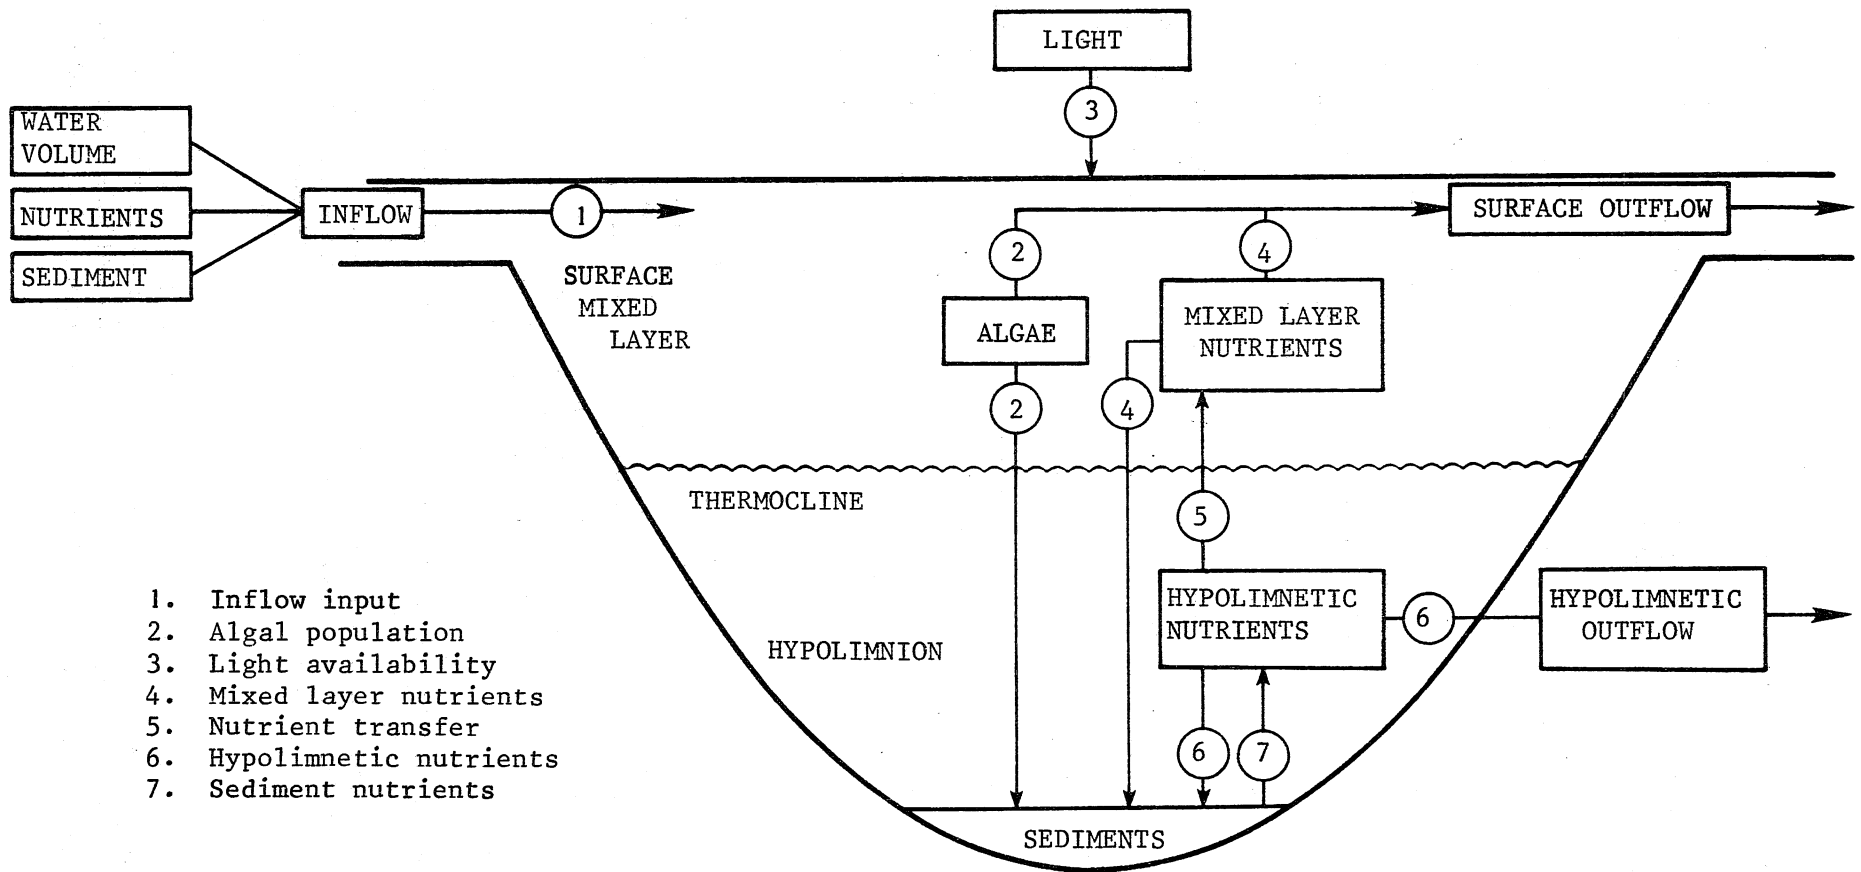 LIGHT
3
WATER
VOLUME
NUTRIENTS
SEDIMENT
INFLOW
1
SURFACE OUTFLOW
2
4
SURFACE
MIXED
LAYER
ALGAE
MIXED LAYER
NUTRIENTS
2
4
THERMOCLINE
5
HYPOLIMNETIC
NUTRIENTS
6
HYPOLIMNETIC
OUTFLOW
HYPOLIMNION
6
7
SEDIMENTS
1. Inflow input
2. Algal population
3. Light availability
4. Mixed layer nutrients
5. Nutrient transfer
6. Hypolimnetic nutrients
7. Sediment nutrients